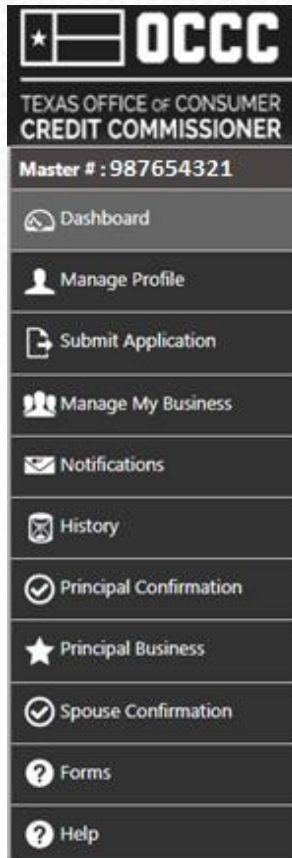 OCCC
TEXAS OFFICE OF CONSUMER
CREDIT COMMISSIONER
Master # : 987654321
Dashboard
Manage Profile
Submit Application
Manage My Business
Notifications
History
Principal Confirmation
Principal Business
Spouse Confirmation
Forms
Help